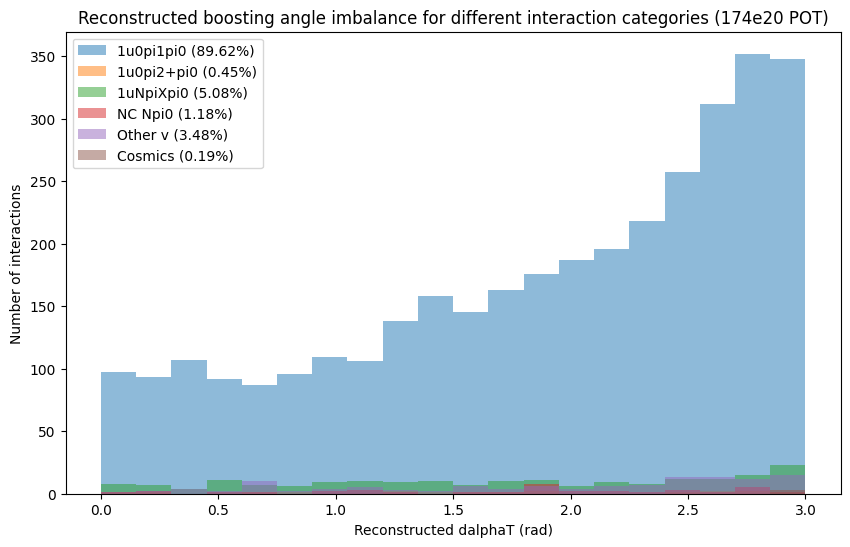 Reconstructed boosting angle imbalance for different interaction categories (174e20 POT)
1u0pi1pi0 (89.62%)
1u0pi2+pi0 (0.45%)
1uNpiXpi0 (5.08%)
NC Npi0 (1.18%)
Other v (3.48%)
Cosmics (0.19%)
Number of interactions
350
300
250
200
150
100
50
0
0.0 0.5 1.0 1.5 2.0 2.5 3.0
Reconstructed dalphaT (rad)